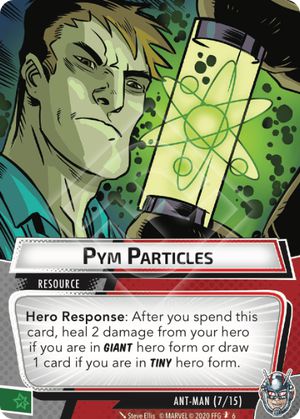 PYM PARTICLES
RESOURCE
Hero Response: After you spend this
card, heal 2 damage from your hero
if you are in GIANT hero form or draw
1 card if you are in TINY hero form.
ANT-MAN (7/15)
Steve Ellis © MARVEL © 2020 FFG